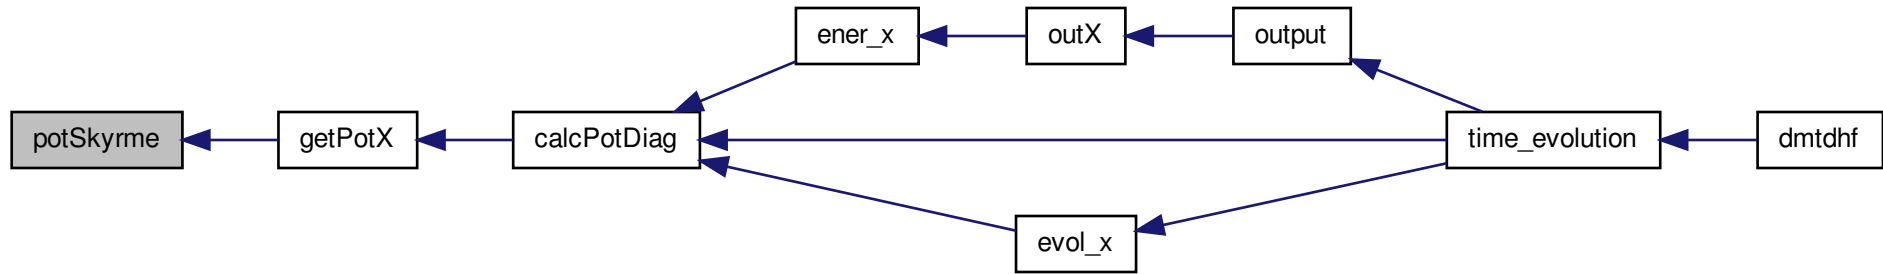 ener_x
outX
output
potSkyrme
getPotX
calcPotDiag
time_evolution
dmtdhf
evol_x